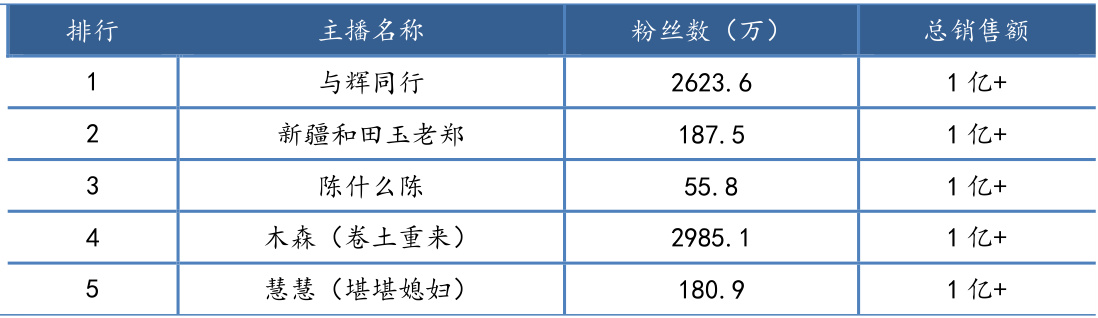 排行 主播名称 粉丝数（万） 总销售额
1 与辉同行 2623.6 1亿+
2 新疆和田玉老郑 187.5 1亿+
3 陈什么陈 55.8 1亿+
4 木森（卷土重来） 2985.1 1亿+
5 慧慧（堪堪媳妇） 180.9 1亿+